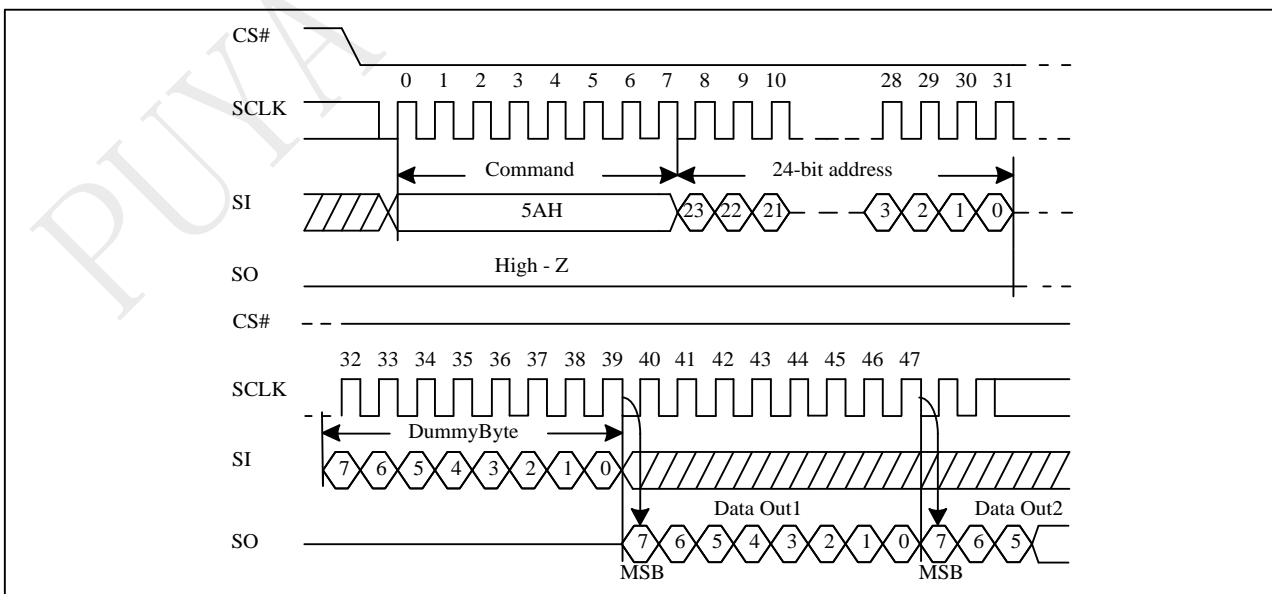 PUYA
CS#
0 1 2 3 4 5 6 7 8 9 10 28 29 30 31
SCLK
Command 24-bit address
SI
5AH 23 22 21 3 2 1 0
High - Z
SO
CS#
32 33 34 35 36 37 38 39 40 41 42 43 44 45 46 47
SCLK
DummyByte
SI
7 6 5 4 3 2 1 0
Data Out1 Data Out2
SO
7 6 5 4 3 2 1 0 7 6 5
MSB MSB